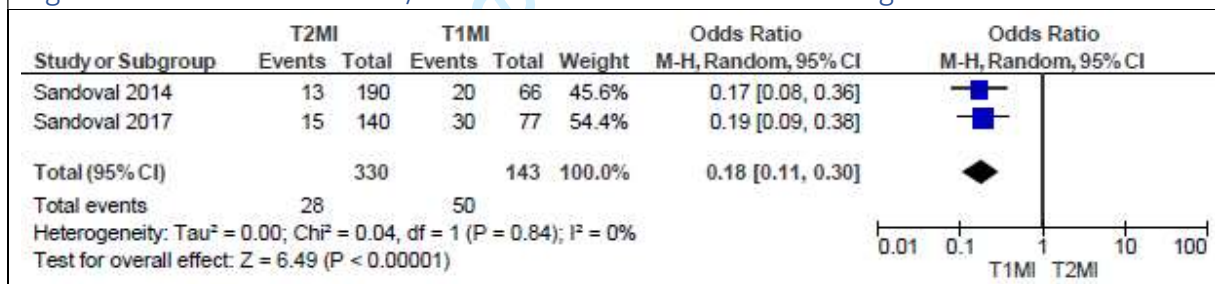 T2MI T1MI Odds Ratio Odds Ratio
Study or Subgroup Events Total Events Total Weight M-H, Random, 95% CI M-H, Random, 95% CI
Sandoval 2014 13 190 20 66 45.6% 0.17 [0.08, 0.36]
Sandoval 2017 15 140 30 77 54.4% 0.19 [0.09, 0.38]
Total (95% CI) 330 143 100.0% 0.18 [0.11, 0.30]
Total events 28 50
Heterogeneity: Tau² = 0.00; Chi² = 0.04, df = 1 (P = 0.84); I² = 0%
Test for overall effect: Z = 6.49 (P < 0.00001)
0.01 0.1 1 10 100
T1MI T2MI